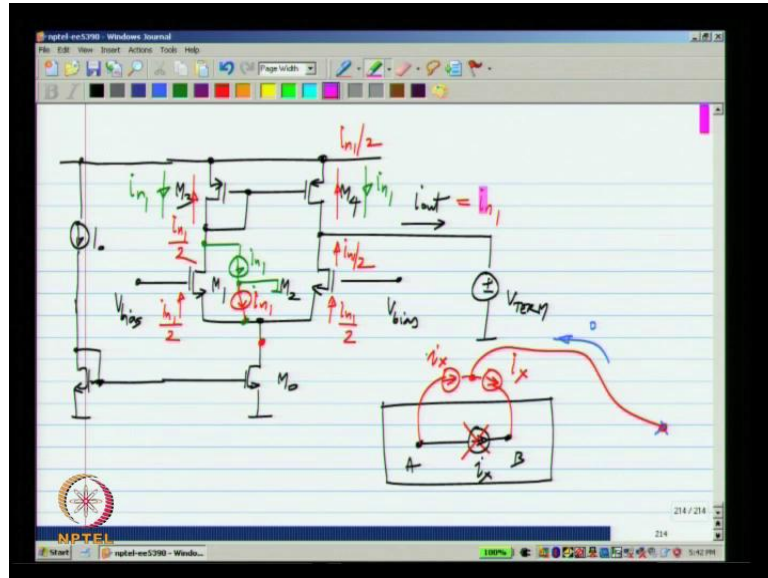 nptel-ee5390 - Windows Journal
File Edit View Insert Actions Tools Help
Page Width
B I
in1/2
in1
M3
M4
in1
iout = in1
in1/2
in1
in1/2
I0
M1
M2
in1
Vbias
in1/2
in1/2
Vbias
VTERM
0
ix
ix
M0
A
ix
B
214 / 214
214
NPTEL
Start
nptel-ee5390 - Windo...
100%
5:42 PM